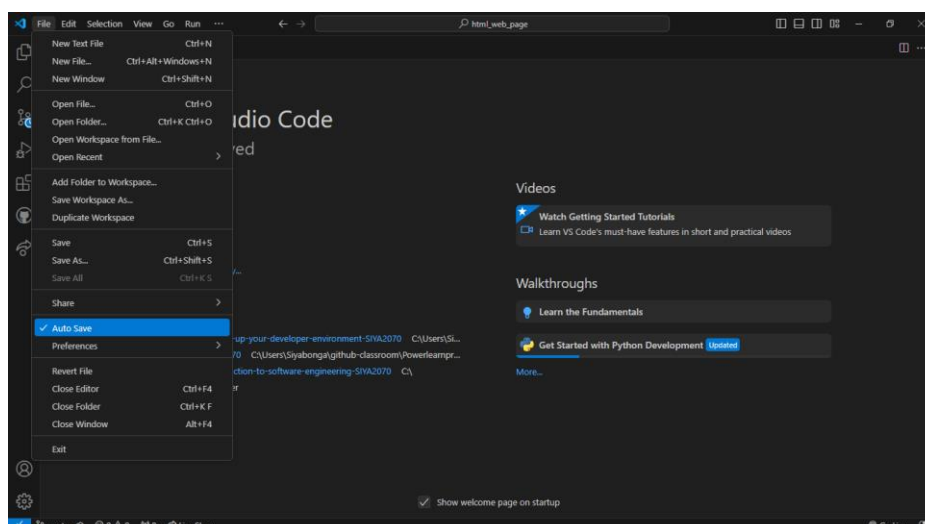 File Edit Selection View Go Run ...
html_web_page
New Text File Ctrl+N
New File... Ctrl+Alt+Windows+N
New Window Ctrl+Shift+N
Open File... Ctrl+O
Open Folder... Ctrl+K Ctrl+O
Open Workspace from File...
Open Recent
Add Folder to Workspace...
Save Workspace As...
Duplicate Workspace
Save Ctrl+S
Save As... Ctrl+Shift+S
Save All Ctrl+K S
Share
Auto Save
Preferences
Revert File
Close Editor Ctrl+F4
Close Folder Ctrl+K F
Close Window Alt+F4
Exit
udio Code
ved
-up-your-developer-environment-SIYA2070 C:\Users\Si...
70 C:\Users\Siyabonga\github-classroom\Powerlearnpr...
ction-to-software-engineering-SIYA2070 C:\
Videos
Watch Getting Started Tutorials
Learn VS Code's must-have features in short and practical videos
Walkthroughs
Learn the Fundamentals
Get Started with Python Development Updated
More...
Show welcome page on startup